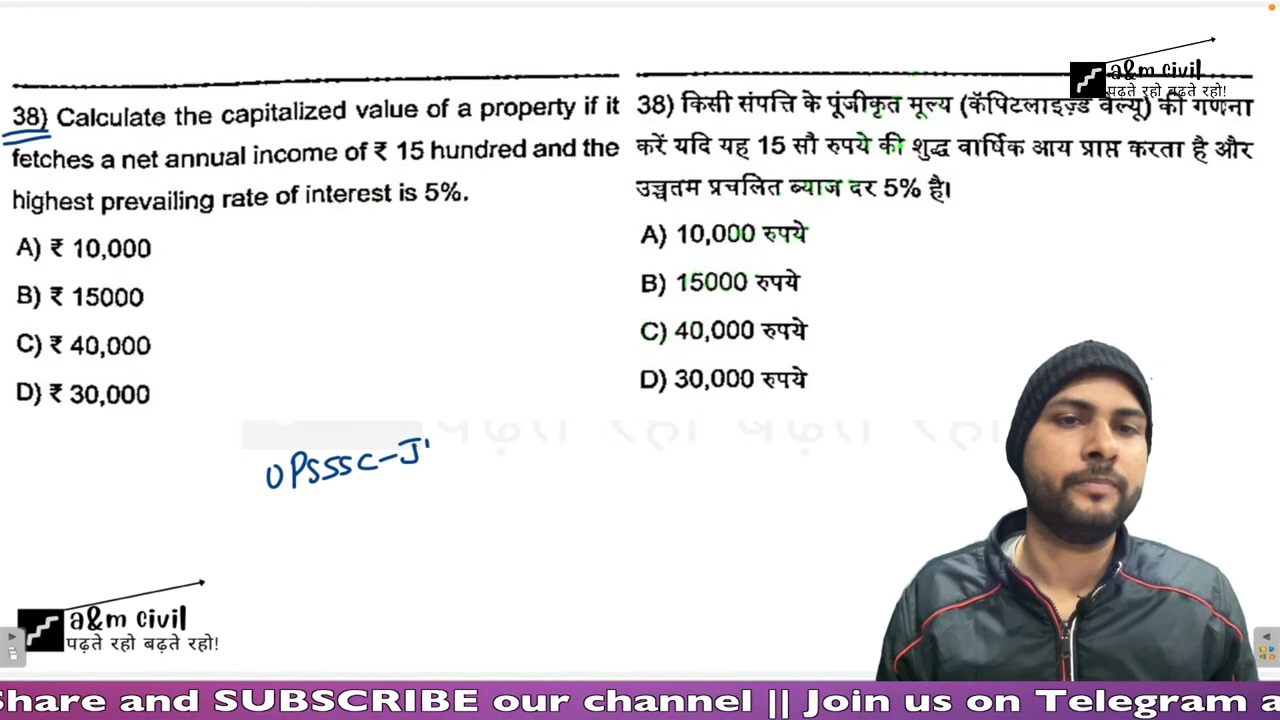 a&m civil
पढ़ते रहो बढ़ते रहो!
38) Calculate the capitalized value of a property if it
fetches a net annual income of ₹ 15 hundred and the
highest prevailing rate of interest is 5%.
A) ₹ 10,000
B) ₹ 15000
C) ₹ 40,000
D) ₹ 30,000
38) किसी संपत्ति के पूंजीकृत मूल्य (कॅपिटलाइज़्ड वेल्यू) की गणना
करें यदि यह 15 सौ रुपये की शुद्ध वार्षिक आय प्राप्त करता है और
उच्चतम प्रचलित ब्याज दर 5% है।
A) 10,000 रुपये
B) 15000 रुपये
C) 40,000 रुपये
D) 30,000 रुपये
UPSSSC-J
a&m civil
पढ़ते रहो बढ़ते रहो!
Share and SUBSCRIBE our channel || Join us on Telegram a